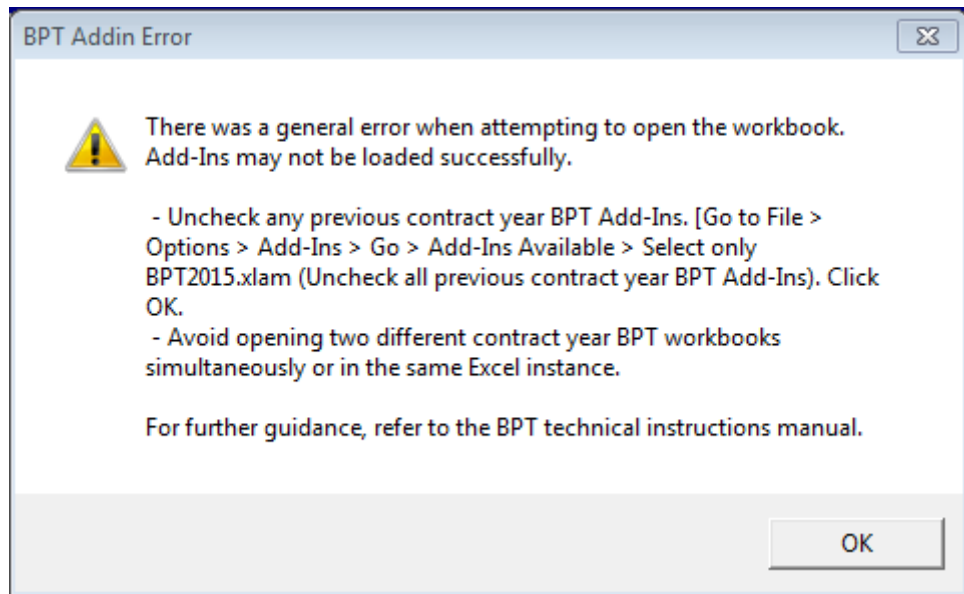 BPT Addin Error
There was a general error when attempting to open the workbook.
Add-Ins may not be loaded successfully.
- Uncheck any previous contract year BPT Add-Ins. [Go to File >
Options > Add-Ins > Go > Add-Ins Available > Select only
BPT2015.xlam (Uncheck all previous contract year BPT Add-Ins). Click
OK.
- Avoid opening two different contract year BPT workbooks
simultaneously or in the same Excel instance.
For further guidance, refer to the BPT technical instructions manual.
OK